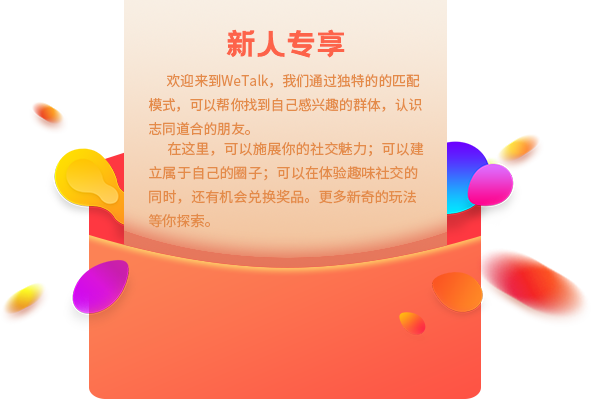 新人专享
欢迎来到WeTalk，我们通过独特的的匹配
模式，可以帮你找到自己感兴趣的群体，认识
志同道合的朋友。
在这里，可以施展你的社交魅力；可以建
立属于自己的圈子；可以在体验趣味社交的
同时，还有机会兑换奖品。更多新奇的玩法
等你探索。